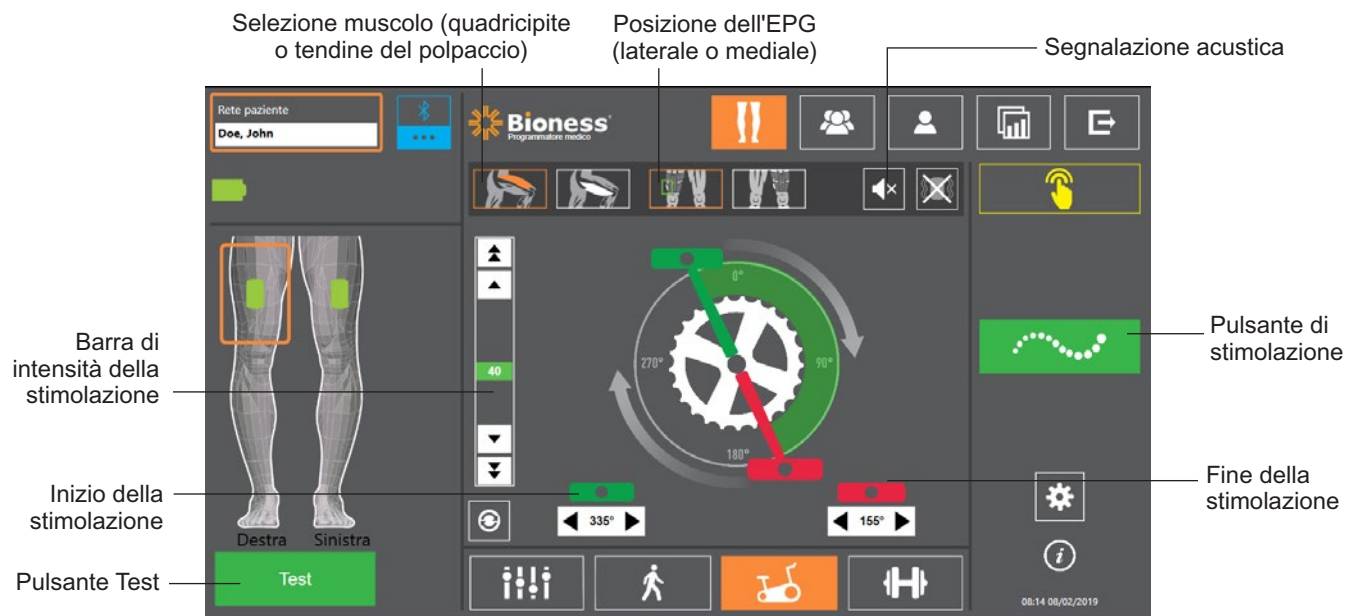 Selezione muscolo (quadricipite
o tendine del polpaccio)
Posizione dell'EPG
(laterale o mediale)
Segnalazione acustica
Rete paziente
Doe, John
Bioness
Programmatore medico
0°
90°
180°
270°
40
Barra di
intensità della
stimolazione
Pulsante di
stimolazione
Inizio della
stimolazione
335°
155°
Fine della
stimolazione
Destra
Sinistra
Pulsante Test
Test
08:14 08/02/2019